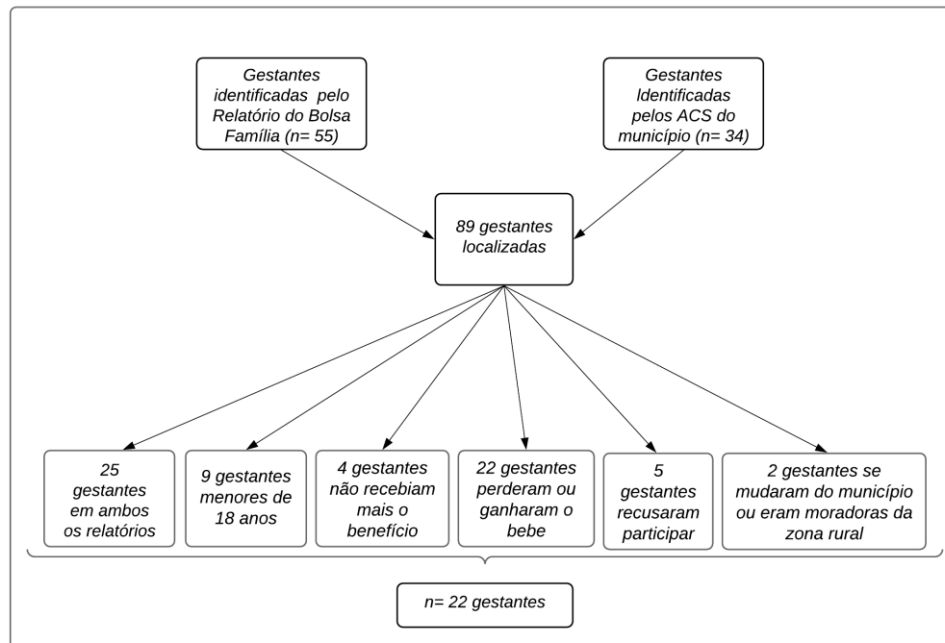 Gestantes
identificadas pelo
Relatório do Bolsa
Família (n= 55)
Gestantes
Identificadas
pelos ACS do
município (n= 34)
89 gestantes
localizadas
25
gestantes
em ambos
os relatórios
9 gestantes
menores de
18 anos
4 gestantes
não recebiam
mais o
benefício
22 gestantes
perderam ou
ganharam o
bebe
5
gestantes
recusaram
participar
2 gestantes se
mudaram do município
ou eram moradoras da
zona rural
n= 22 gestantes